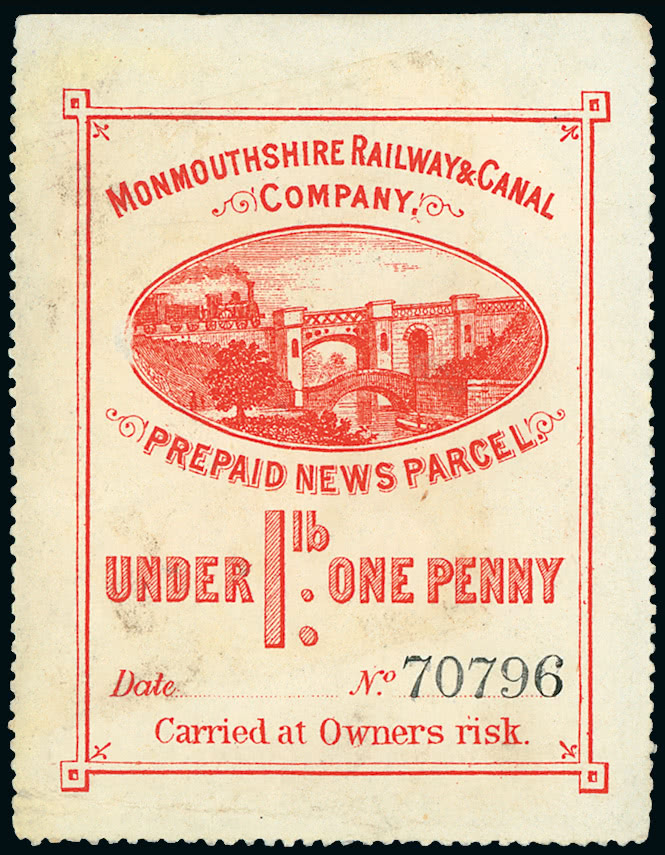 MONMOUTHSHIRE RAILWAY & CANAL
COMPANY.
PREPAID NEWS PARCEL.
UNDER 1lb: ONE PENNY
Date No. 70796
Carried at Owners risk.